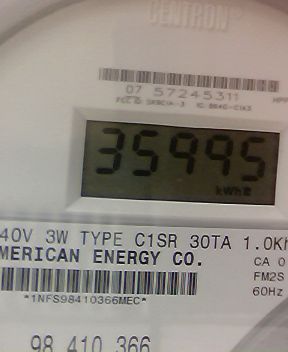 CENTRON
07 57245311
35995
kWh
40V 3W TYPE C1SR 30TA 1.0Kh
MERICAN ENERGY CO.
CA 0
FM2S
60Hz
*1NFS98410366MEC*
98 410 366